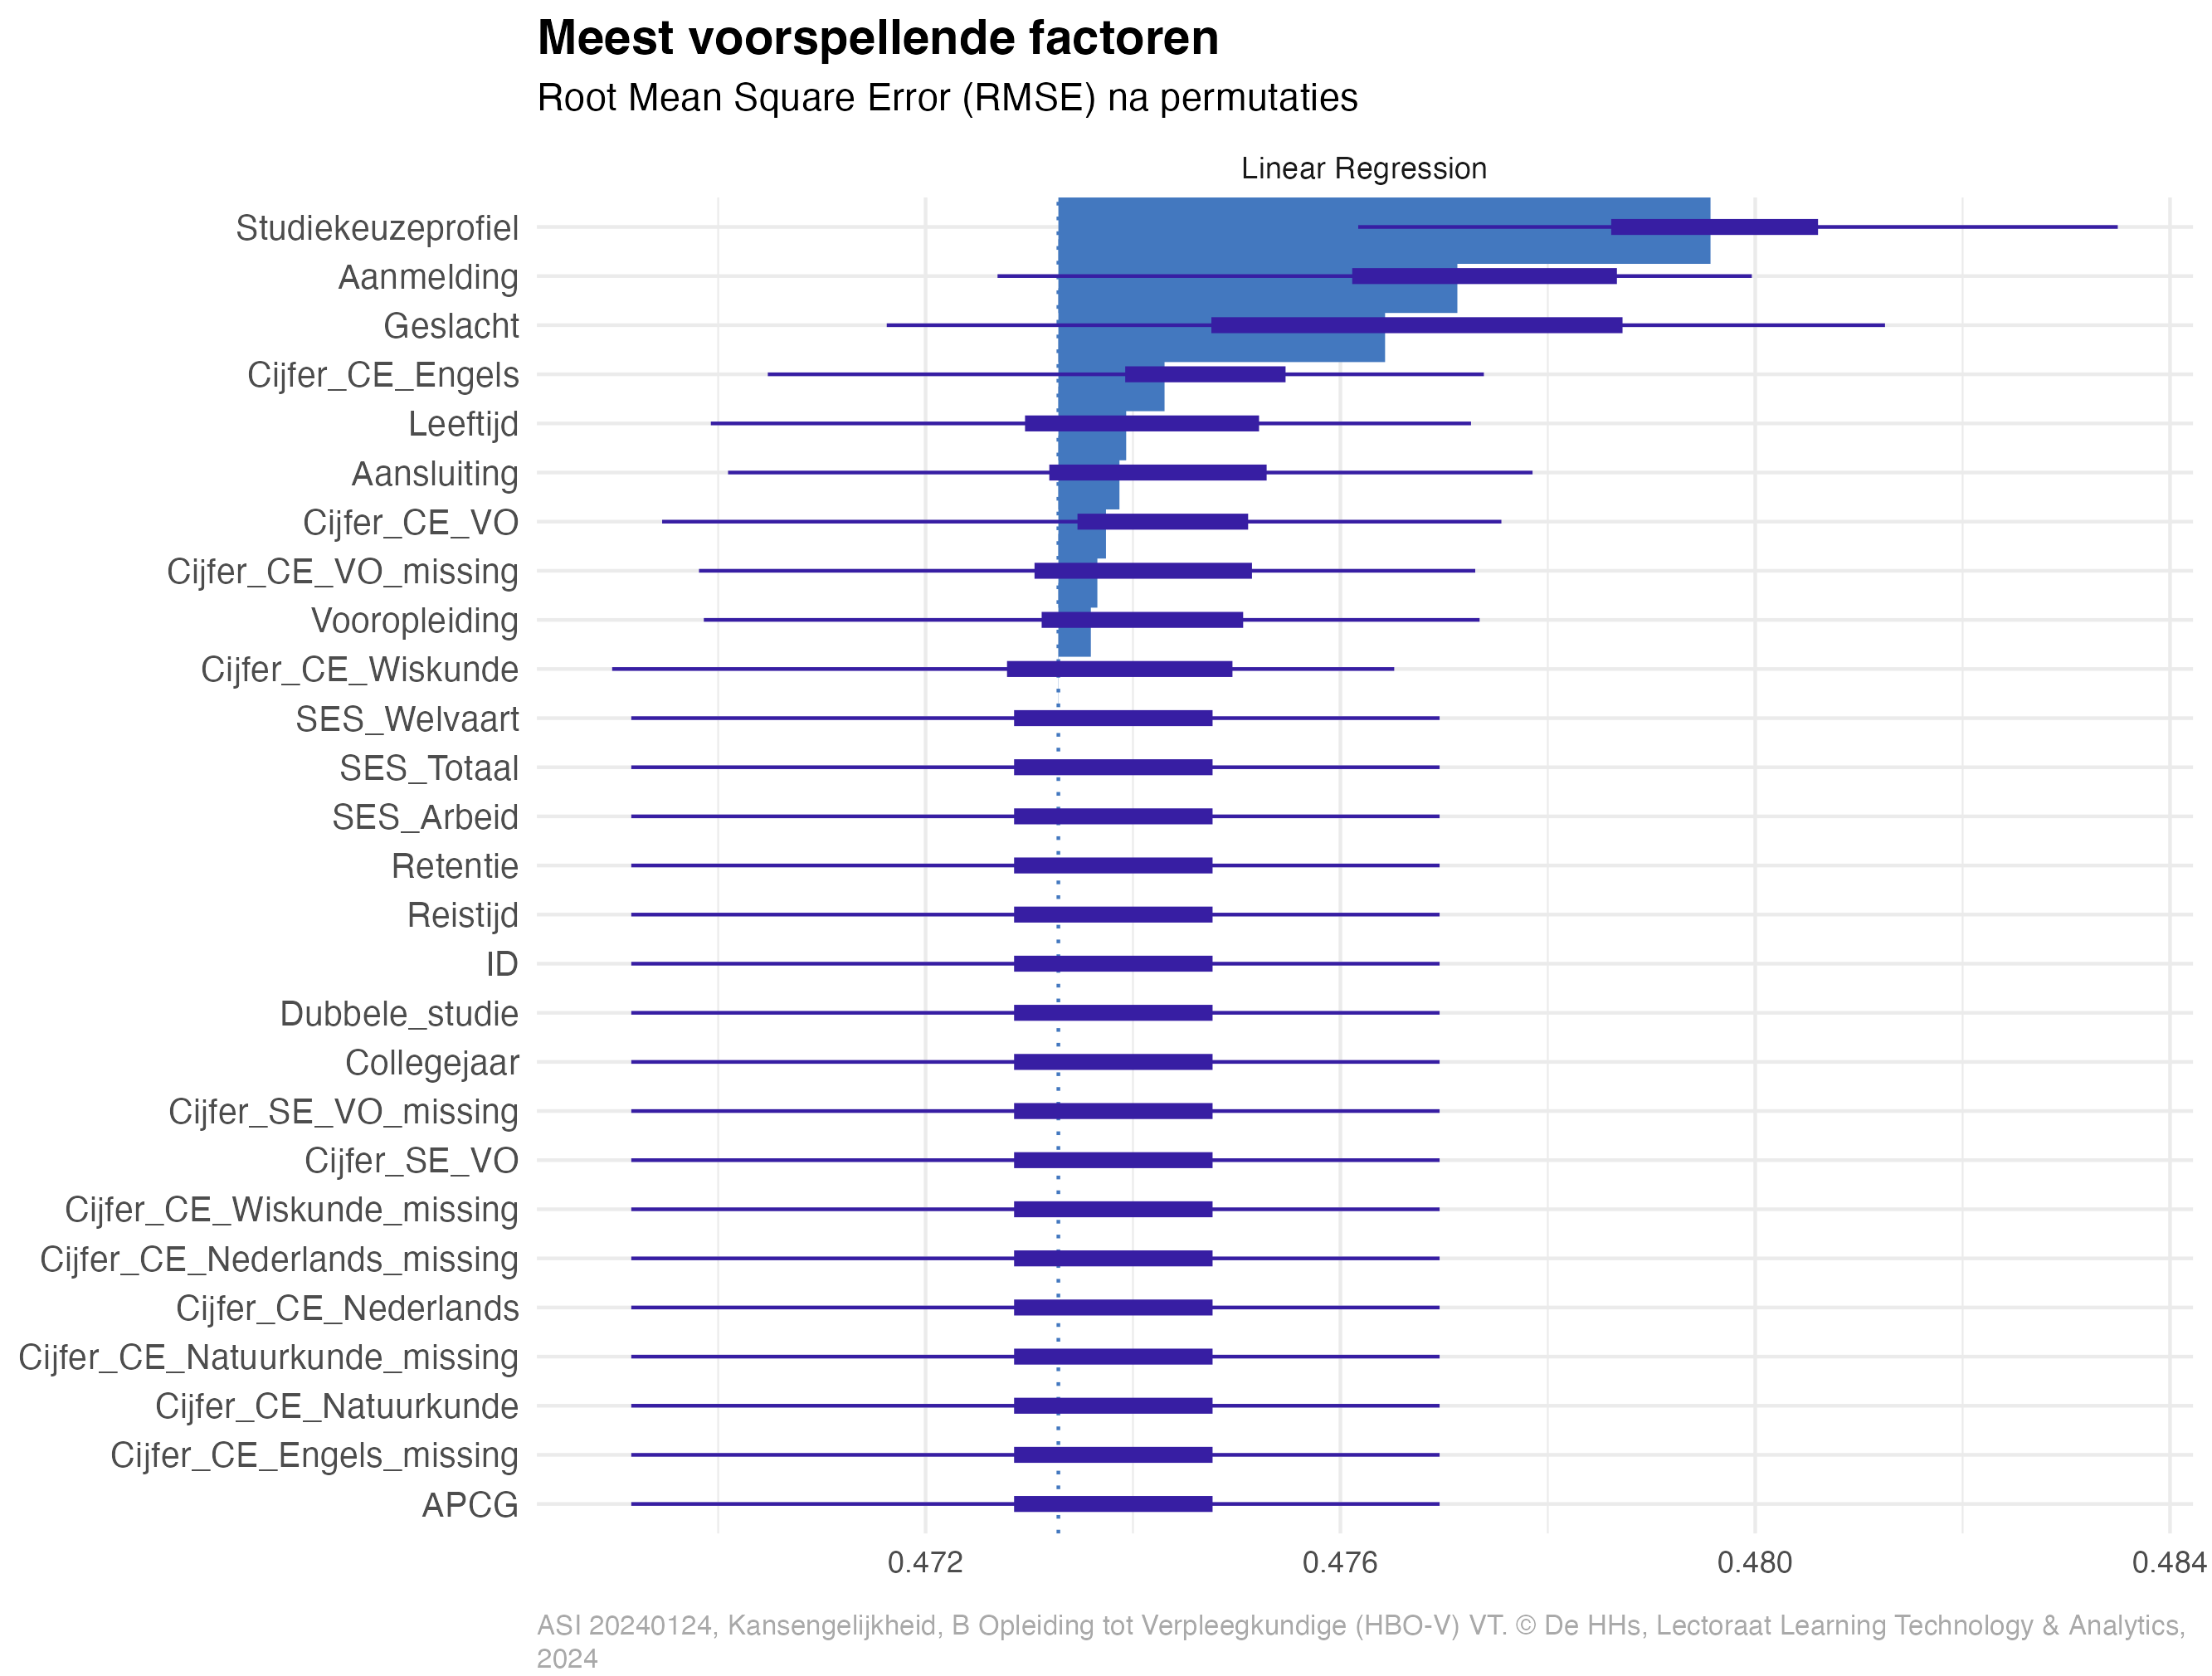 Meest voorspellende factoren
Root Mean Square Error (RMSE) na permutaties
Linear Regression
Studiekeuzeprofiel
Aanmelding
Geslacht
Cijfer_CE_Engels
Leeftijd
Aansluiting
Cijfer_CE_VO
Cijfer_CE_VO_missing
Vooropleiding
Cijfer_CE_Wiskunde
SES_Welvaart
SES_Totaal
SES_Arbeid
Retentie
Reistijd
ID
Dubbele_studie
Collegejaar
Cijfer_SE_VO_missing
Cijfer_SE_VO
Cijfer_CE_Wiskunde_missing
Cijfer_CE_Nederlands_missing
Cijfer_CE_Nederlands
Cijfer_CE_Natuurkunde_missing
Cijfer_CE_Natuurkunde
Cijfer_CE_Engels_missing
APCG
0.472 0.476 0.480 0.484
ASI 20240124, Kansengelijkheid, B Opleiding tot Verpleegkundige (HBO-V) VT. © De HHs, Lectoraat Learning Technology & Analytics,
2024